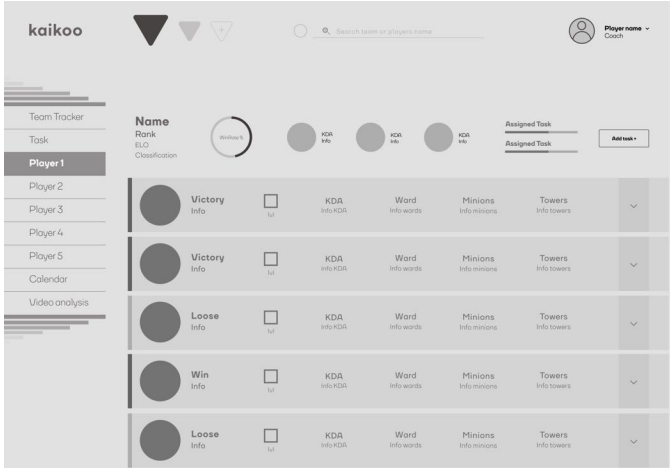 kaikoo
+
Search team or players name
Player name
Coach
Team Tracker
Task
Player 1
Player 2
Player 3
Player 4
Player 5
Calendar
Video analysis
Name
Rank
ELO
Classification
WinRate %
KDA
Info
KDA
Info
KDA
Info
Assigned Task
Assigned Task
Add task +
Victory
Info
lvl
KDA
Info KDA
Ward
Info wards
Minions
Info minions
Towers
Info towers
Victory
Info
lvl
KDA
Info KDA
Ward
Info wards
Minions
Info minions
Towers
Info towers
Loose
Info
lvl
KDA
Info KDA
Ward
Info wards
Minions
Info minions
Towers
Info towers
Win
Info
lvl
KDA
Info KDA
Ward
Info wards
Minions
Info minions
Towers
Info towers
Loose
Info
lvl
KDA
Info KDA
Ward
Info wards
Minions
Info minions
Towers
Info towers